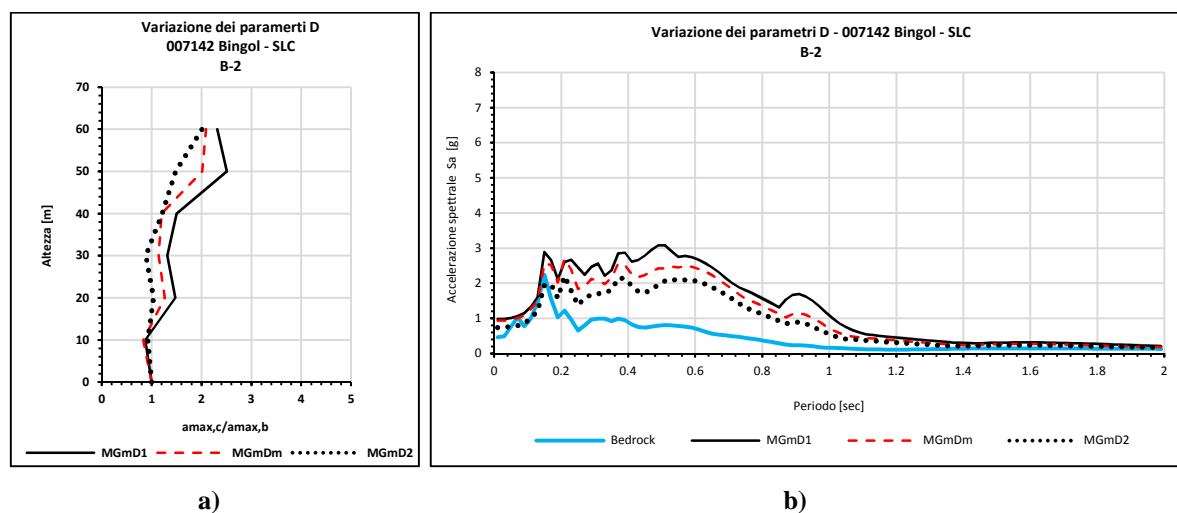 Variazione dei paramerti D
007142 Bingol - SLC
B-2
Altezza [m]
70
60
50
40
30
20
10
0
0 1 2 3 4 5
amax,c/amax,b
MGmD1 MGmDm MGmD2
a)
Variazione dei parametri D - 007142 Bingol - SLC
B-2
Accelerazione spettrale Sa [g]
8
7
6
5
4
3
2
1
0
0 0.2 0.4 0.6 0.8 1 1.2 1.4 1.6 1.8 2
Periodo [sec]
Bedrock MGmD1 MGmDm MGmD2
b)